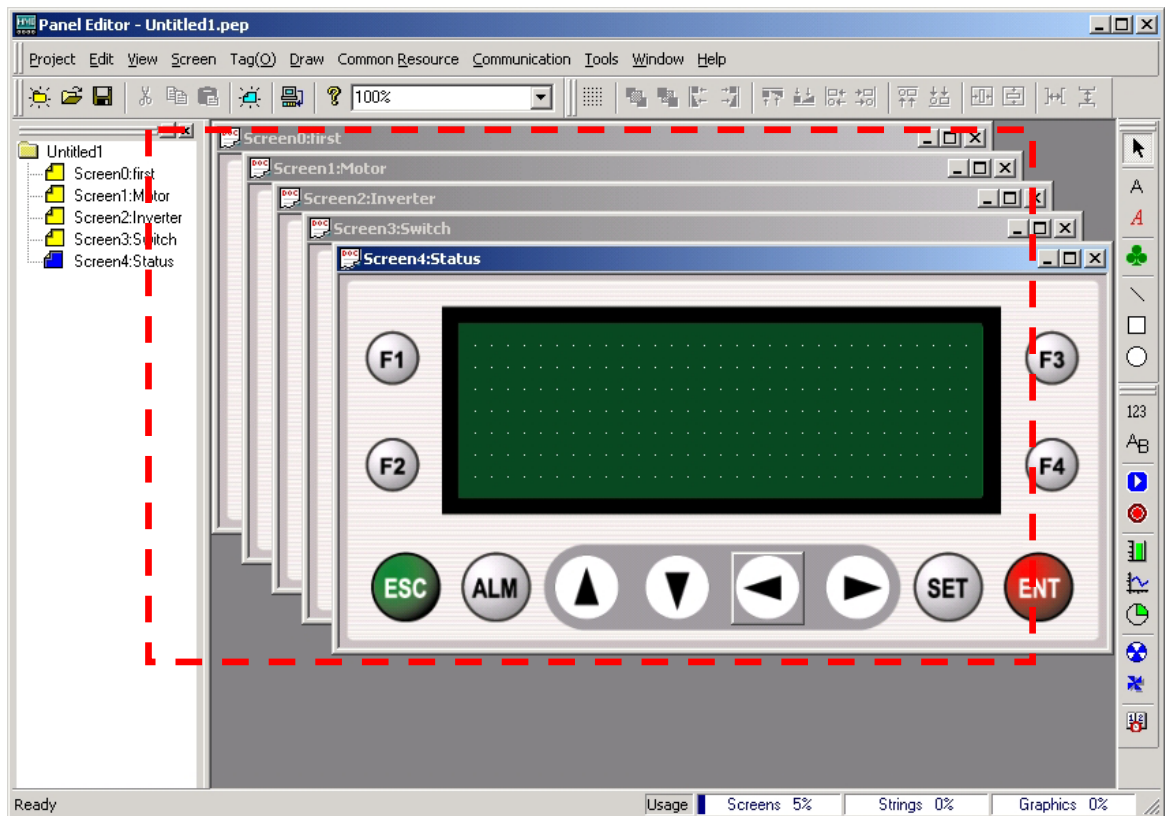 Panel Editor - Untitled1.pep
Project Edit View Screen Tag(O) Draw Common Resource Communication Tools Window Help
100%
Untitled1
Screen0:first
Screen1:Motor
Screen2:Inverter
Screen3:Switch
Screen4:Status
Screen0:first
Screen1:Motor
Screen2:Inverter
Screen3:Switch
Screen4:Status
F1
F3
F2
F4
ESC ALM SET ENT
A
A
123
AB
Ready Usage Screens 5% Strings 0% Graphics 0%